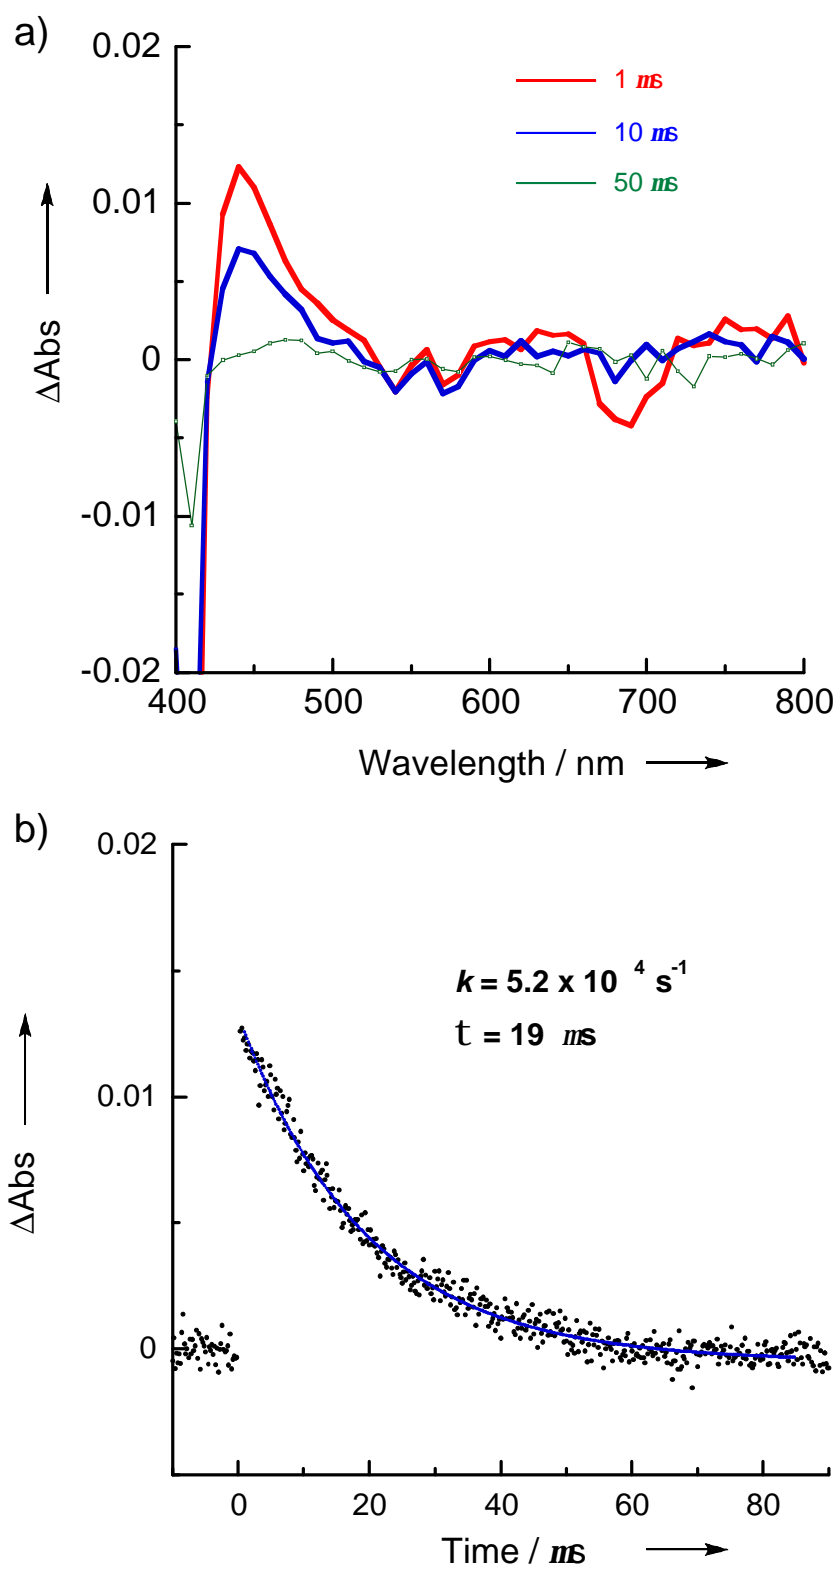 a)
0.02
0.01
0
-0.01
-0.02
ΔAbs
1 ms
10 ms
50 ms
400 500 600 700 800
Wavelength / nm
b)
0.02
0.01
0
ΔAbs
k = 5.2 x 10 4 s-1
t = 19 ms
0 20 40 60 80
Time / ms